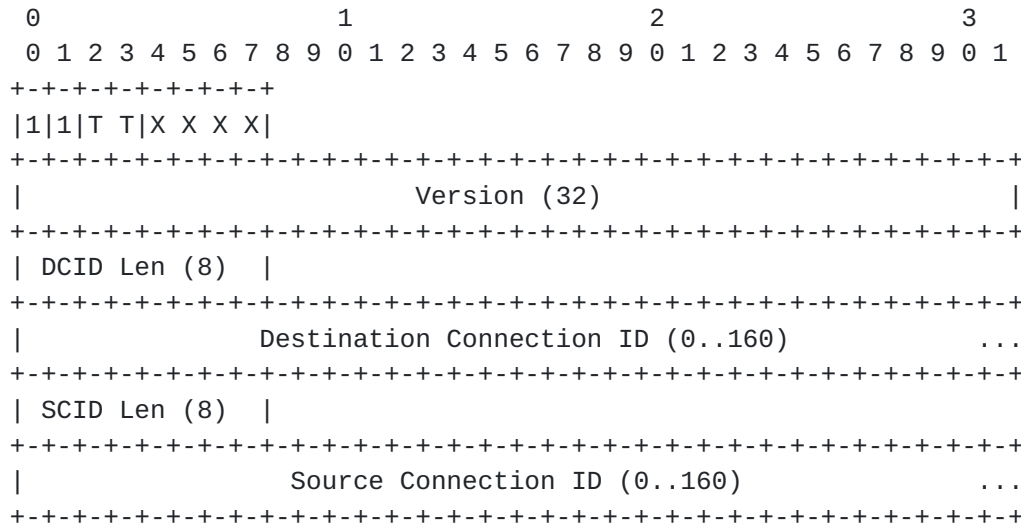 0                   1                   2                   3
 0 1 2 3 4 5 6 7 8 9 0 1 2 3 4 5 6 7 8 9 0 1 2 3 4 5 6 7 8 9 0 1
+-+-+-+-+-+-+-+-+
|1|1|T T|X X X X|
+-+-+-+-+-+-+-+-+-+-+-+-+-+-+-+-+-+-+-+-+-+-+-+-+-+-+-+-+-+-+-+-+
|                         Version (32)                          |
+-+-+-+-+-+-+-+-+-+-+-+-+-+-+-+-+-+-+-+-+-+-+-+-+-+-+-+-+-+-+-+-+
| DCID Len (8)  |
+-+-+-+-+-+-+-+-+-+-+-+-+-+-+-+-+-+-+-+-+-+-+-+-+-+-+-+-+-+-+-+-+
|               Destination Connection ID (0..160)            ...
+-+-+-+-+-+-+-+-+-+-+-+-+-+-+-+-+-+-+-+-+-+-+-+-+-+-+-+-+-+-+-+-+
| SCID Len (8)  |
+-+-+-+-+-+-+-+-+-+-+-+-+-+-+-+-+-+-+-+-+-+-+-+-+-+-+-+-+-+-+-+-+
|                 Source Connection ID (0..160)               ...
+-+-+-+-+-+-+-+-+-+-+-+-+-+-+-+-+-+-+-+-+-+-+-+-+-+-+-+-+-+-+-+-+